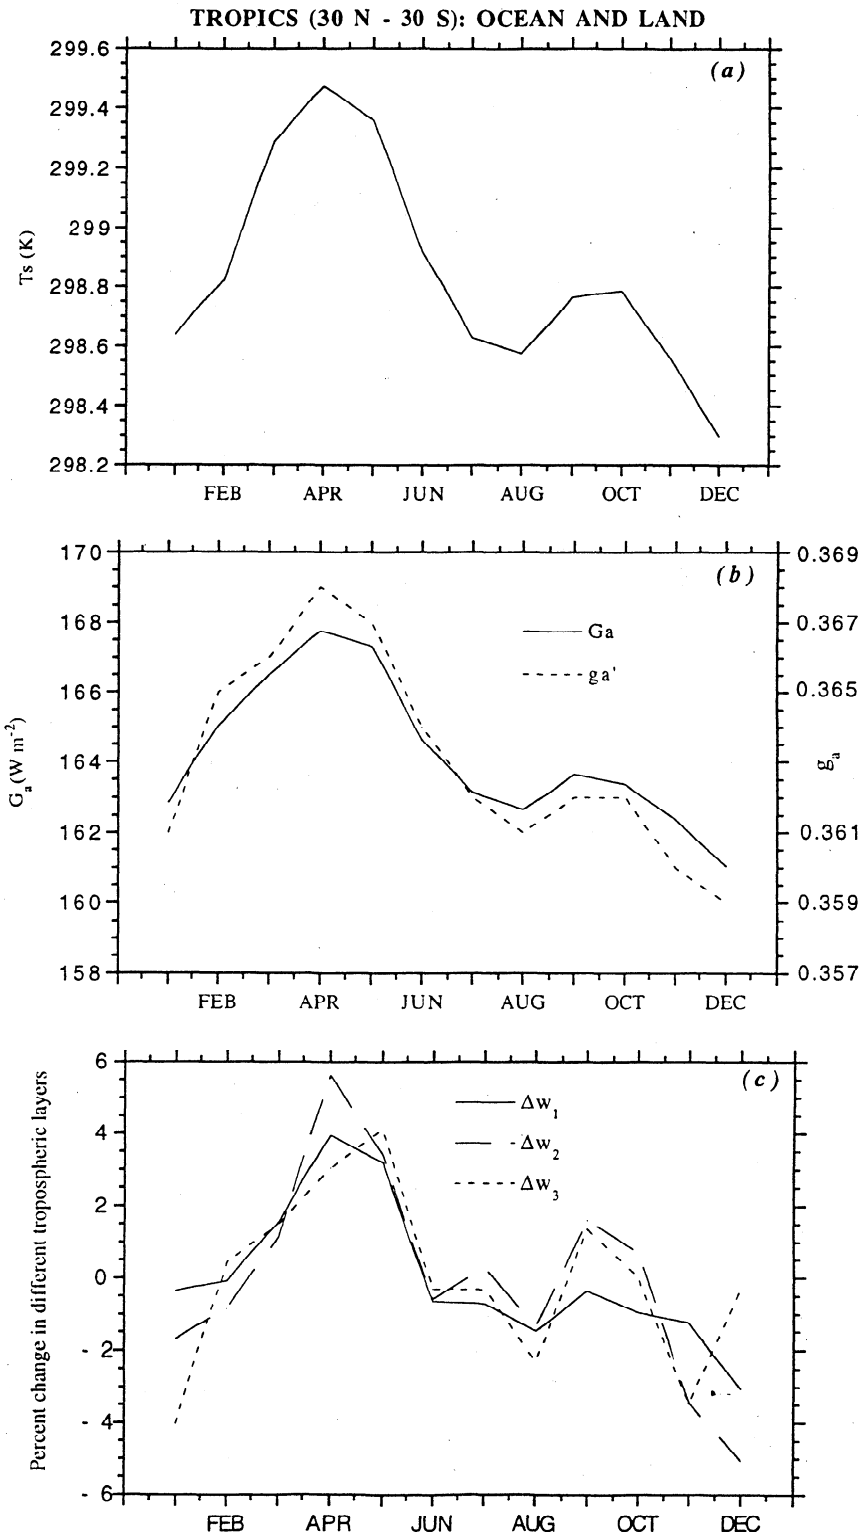 TROPICS (30 N - 30 S): OCEAN AND LAND
(a)
299.6
299.4
299.2
299
298.8
298.6
298.4
298.2
Ts (K)
FEB APR JUN AUG OCT DEC
(b)
170
168
166
164
162
160
158
Ga (W m-2)
0.369
0.367
0.365
0.361
0.359
0.357
ga
Ga
ga'
FEB APR JUN AUG OCT DEC
(c)
6
4
2
0
- 2
- 4
- 6
Percent change in different tropospheric layers
Δw1
Δw2
Δw3
FEB APR JUN AUG OCT DEC